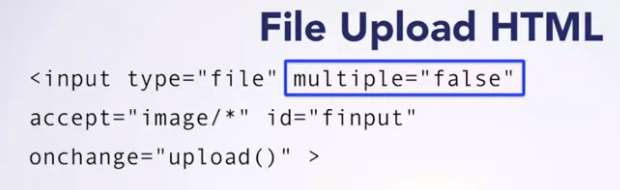 File Upload HTML
<input type="file" multiple="false"
accept="image/*" id="finput"
onchange="upload()" >